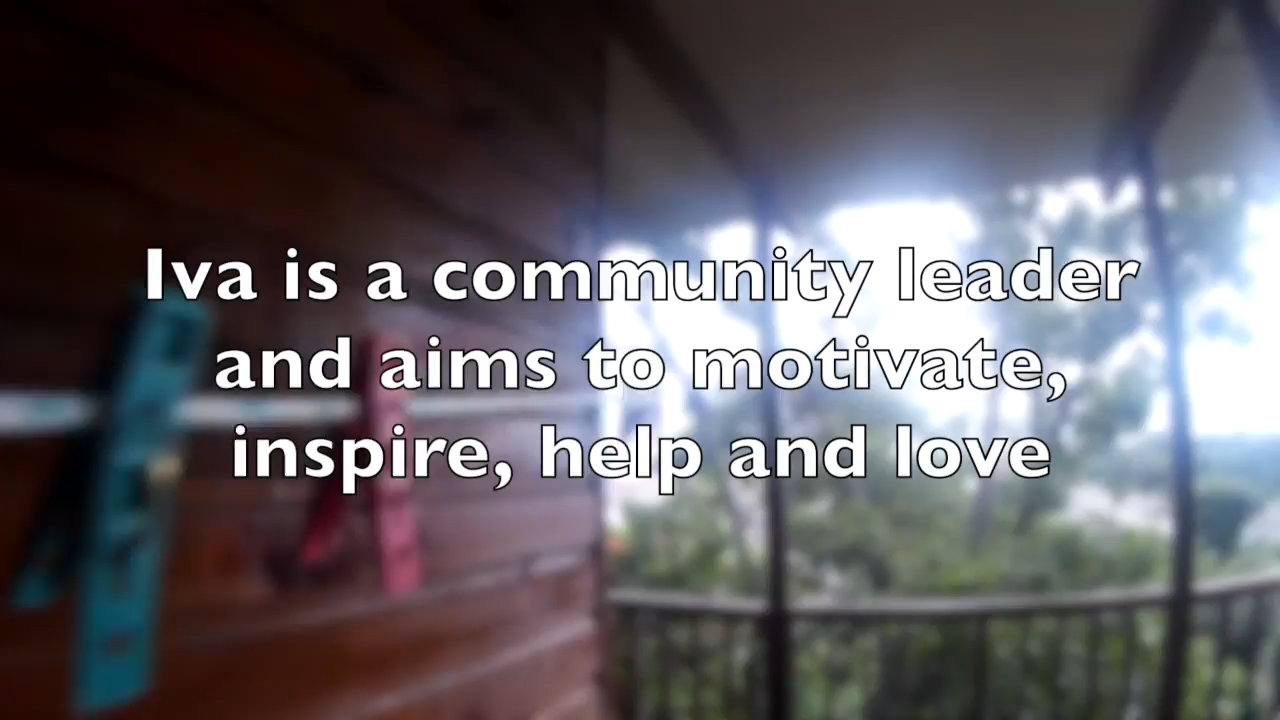 Iva is a community leader
and aims to motivate,
inspire, help and love